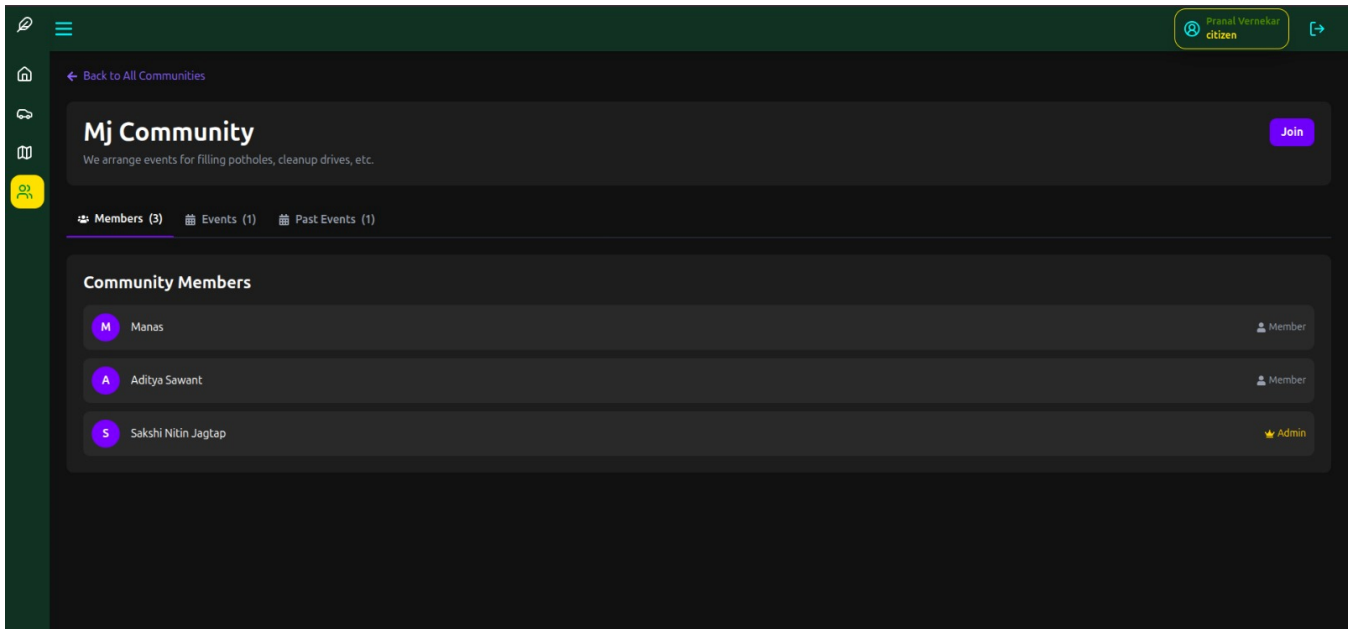 Pranal Vernekar
citizen
Back to All Communities
Mj Community
Join
We arrange events for filling potholes, cleanup drives, etc.
Members (3) Events (1) Past Events (1)
Community Members
M Manas Member
A Aditya Sawant Member
S Sakshi Nitin Jagtap Admin